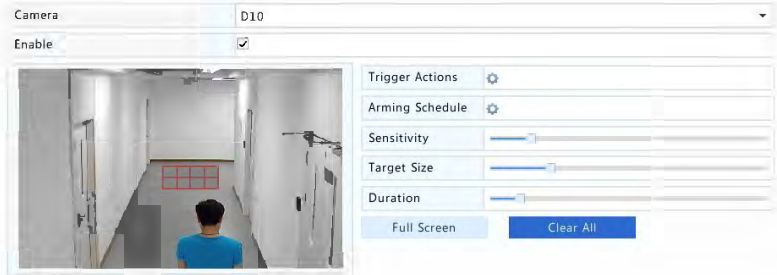 Camera D10
Enable
Trigger Actions
Arming Schedule
Sensitivity
Target Size
Duration
Full Screen Clear All